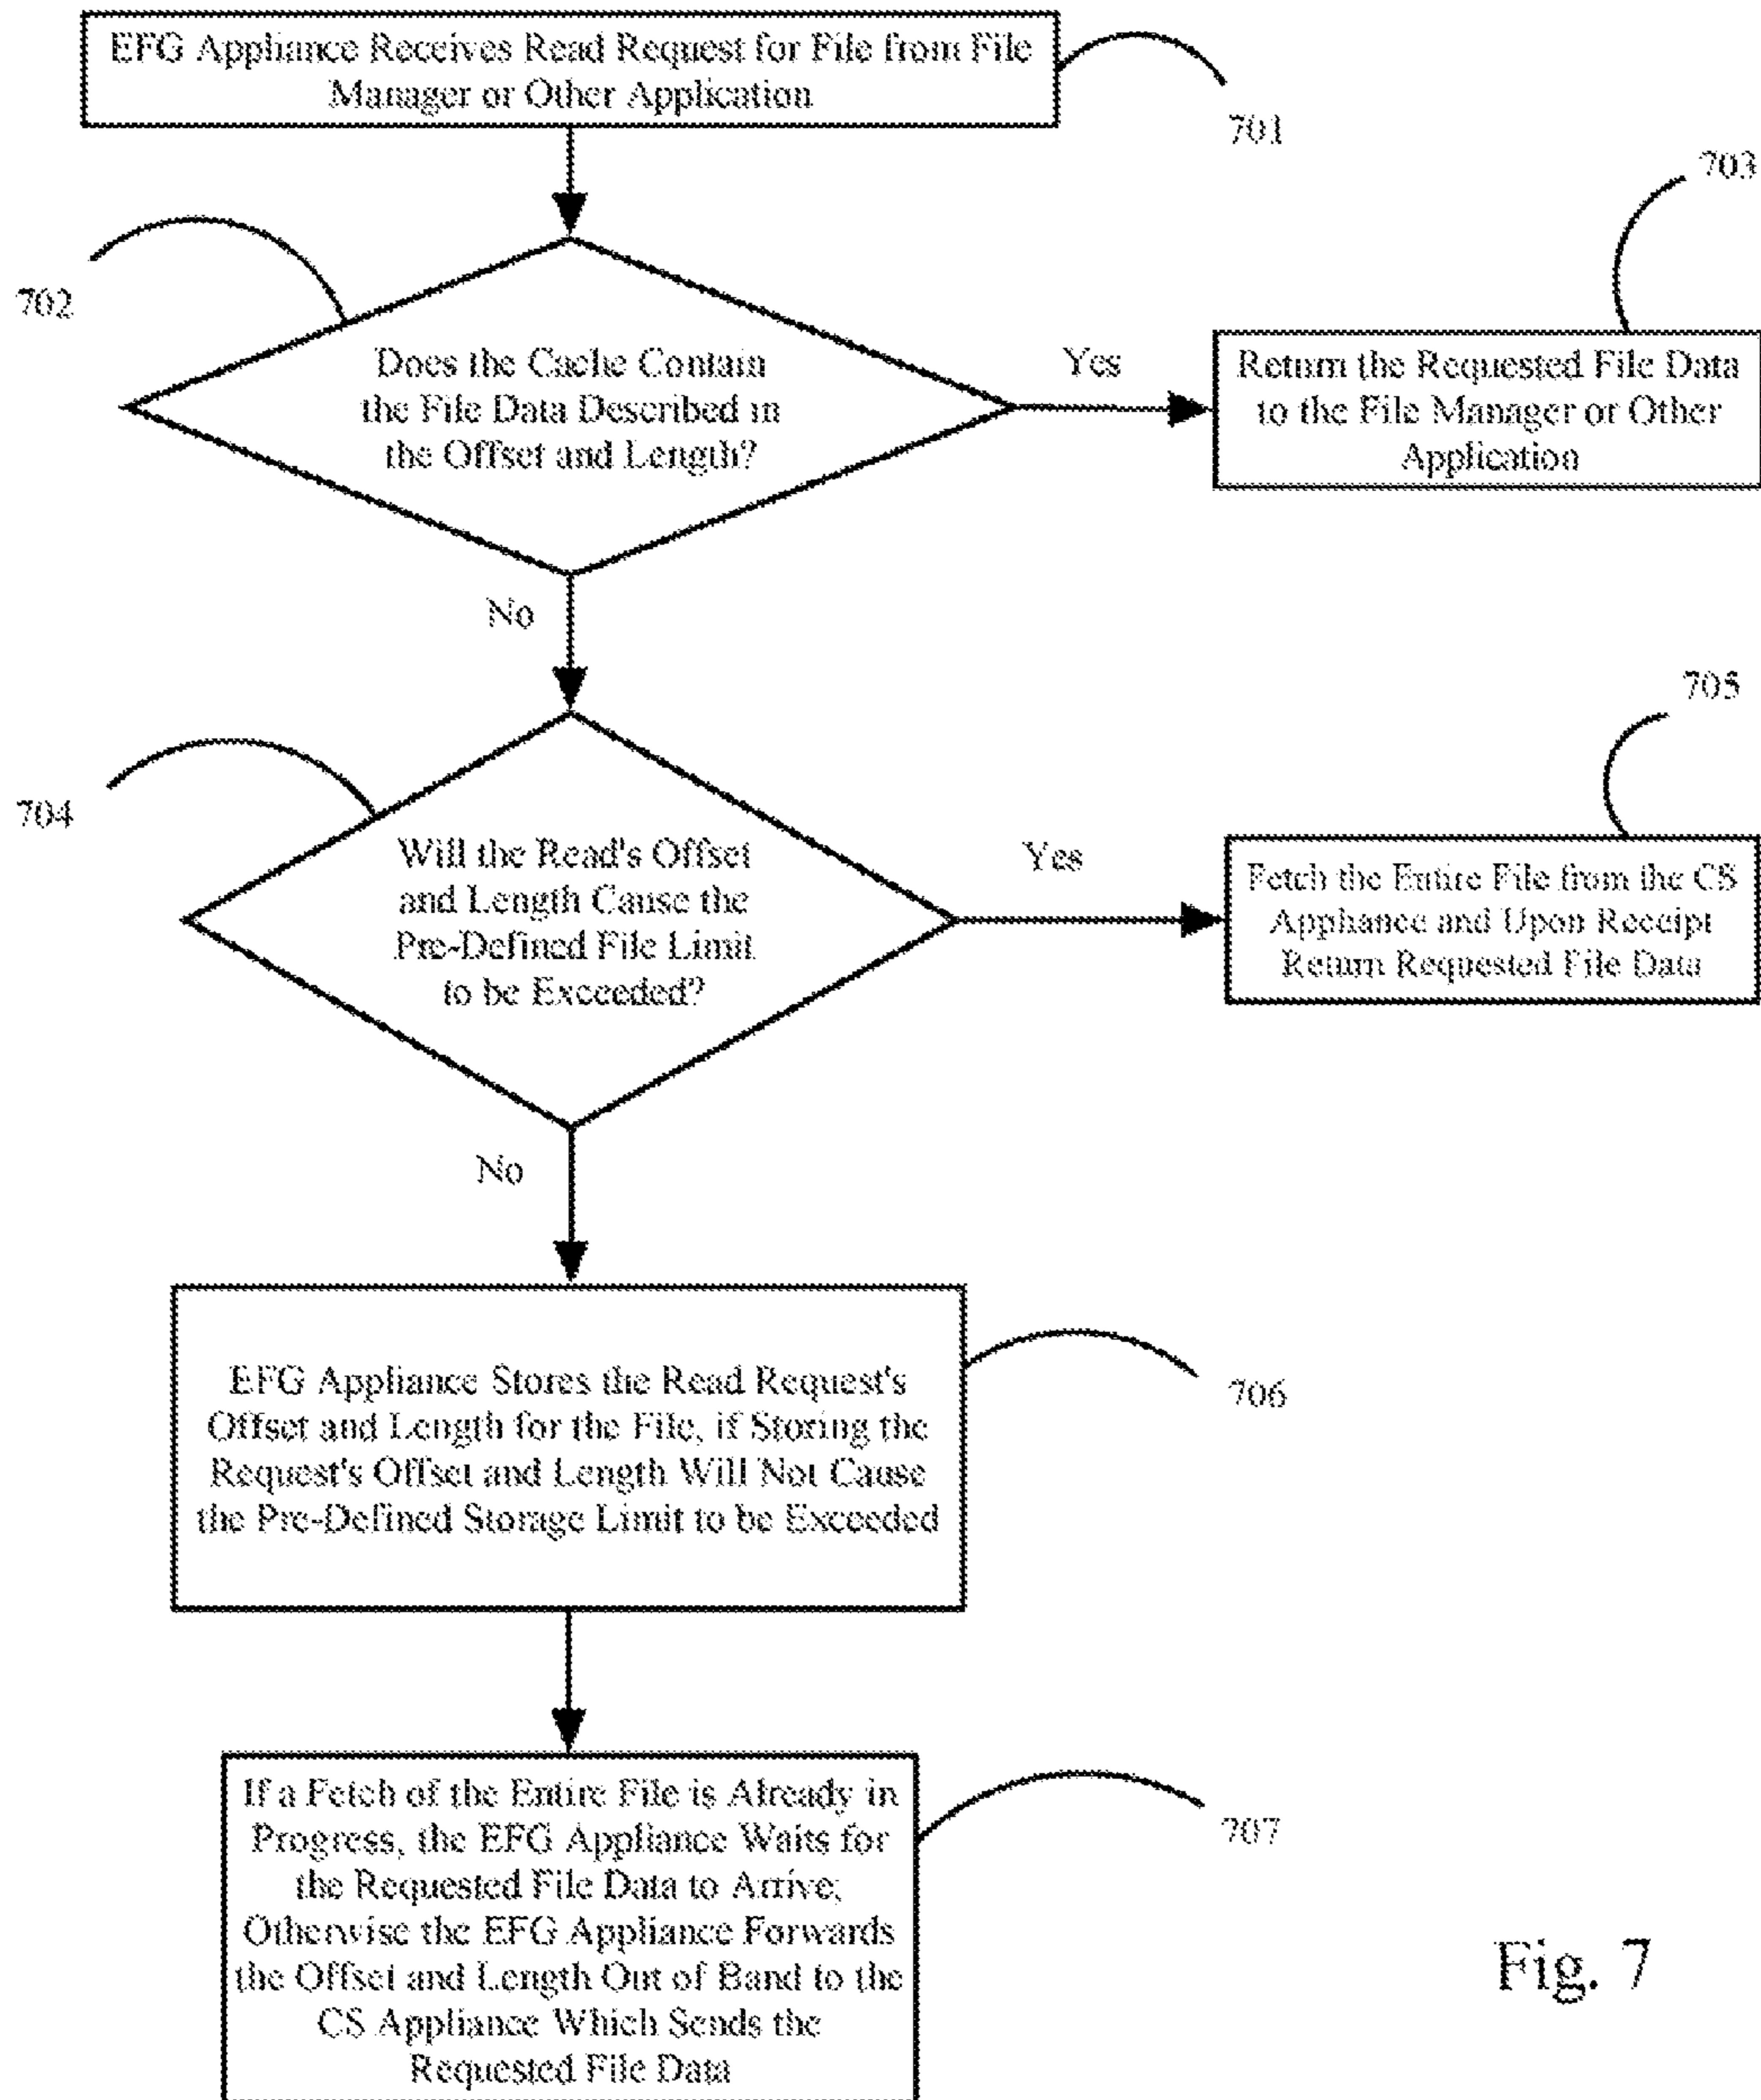 EFG Appliance Receives Read Request for File from File
Manager or Other Application
701
703
702
Does the Cache Contain
the File Data Described in
the Offset and Length?
Yes
Return the Requested File Data
to the File Manager or Other
Application
No
705
704
Will the Read's Offset
and Length Cause the
Pre-Defined File Limit
to be Exceeded?
Yes
Fetch the Entire File from the CS
Appliance and Upon Receipt
Return Requested File Data
No
EFG Appliance Stores the Read Request's
Offset and Length for the File, if Storing the
Request's Offset and Length Will Not Cause
the Pre-Defined Storage Limit to be Exceeded
706
If a Fetch of the Entire File is Already in
Progress, the EFG Appliance Waits for
the Requested File Data to Arrive;
Otherwise the EFG Appliance Forwards
the Offset and Length Out of Band to the
CS Appliance Which Sends the
Requested File Data
707
Fig. 7